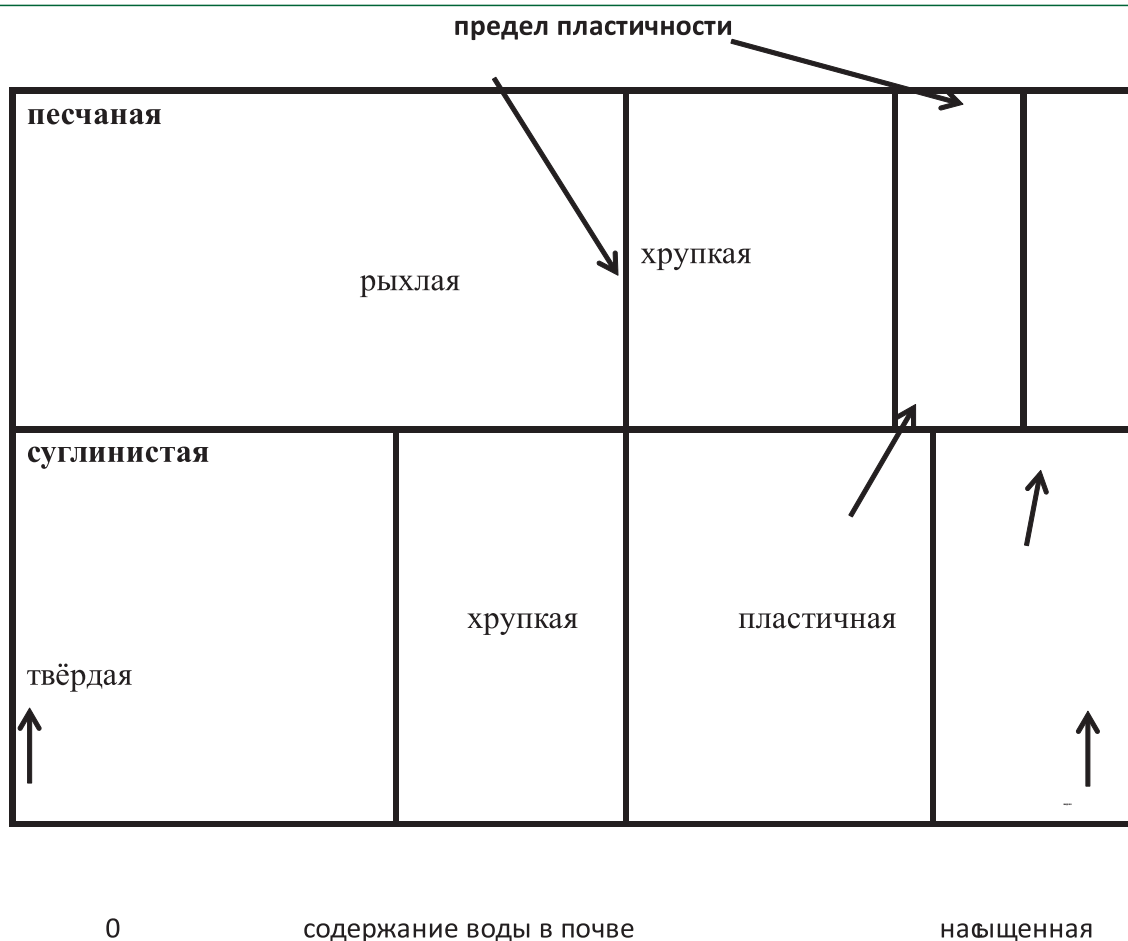 предел пластичности
песчаная
хрупкая
рыхлая
суглинистая
хрупкая
пластичная
твёрдая
0
содержание воды в почве
насыщенная